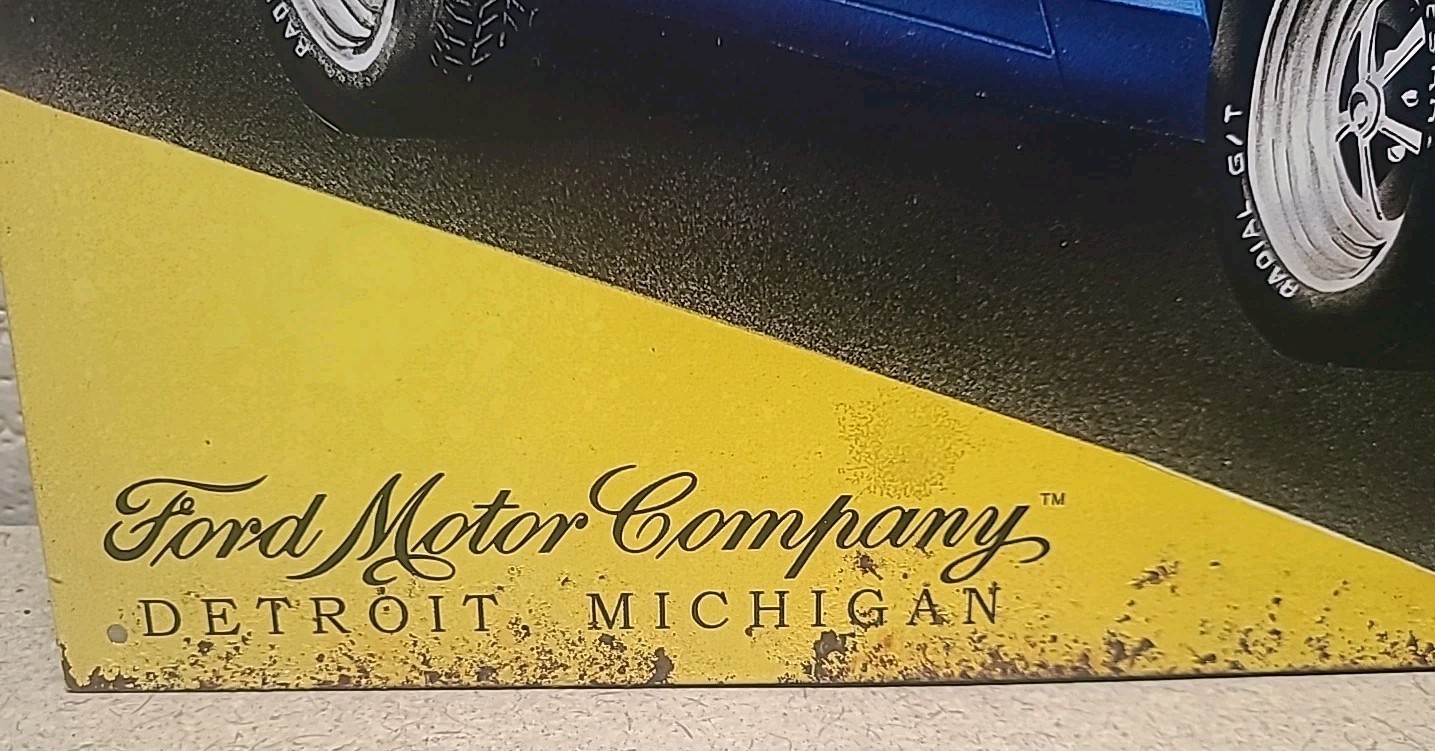 RADIAL G/T
Ford Motor Company™
DETROIT, MICHIGAN